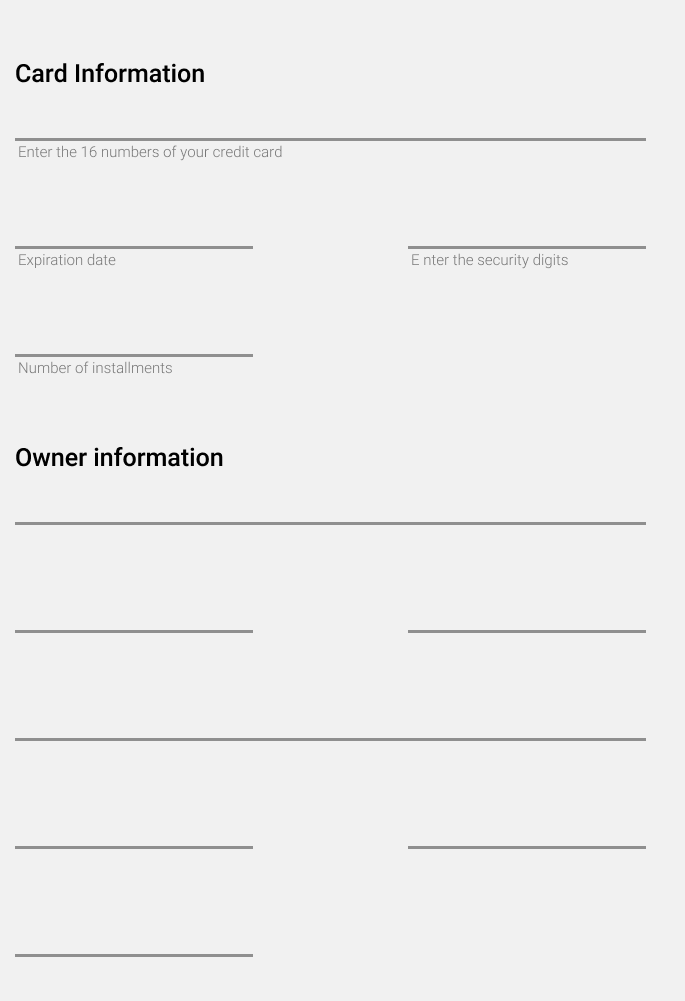 Card Information
Enter the 16 numbers of your credit card
Expiration date
E nter the security digits
Number of installments
Owner information